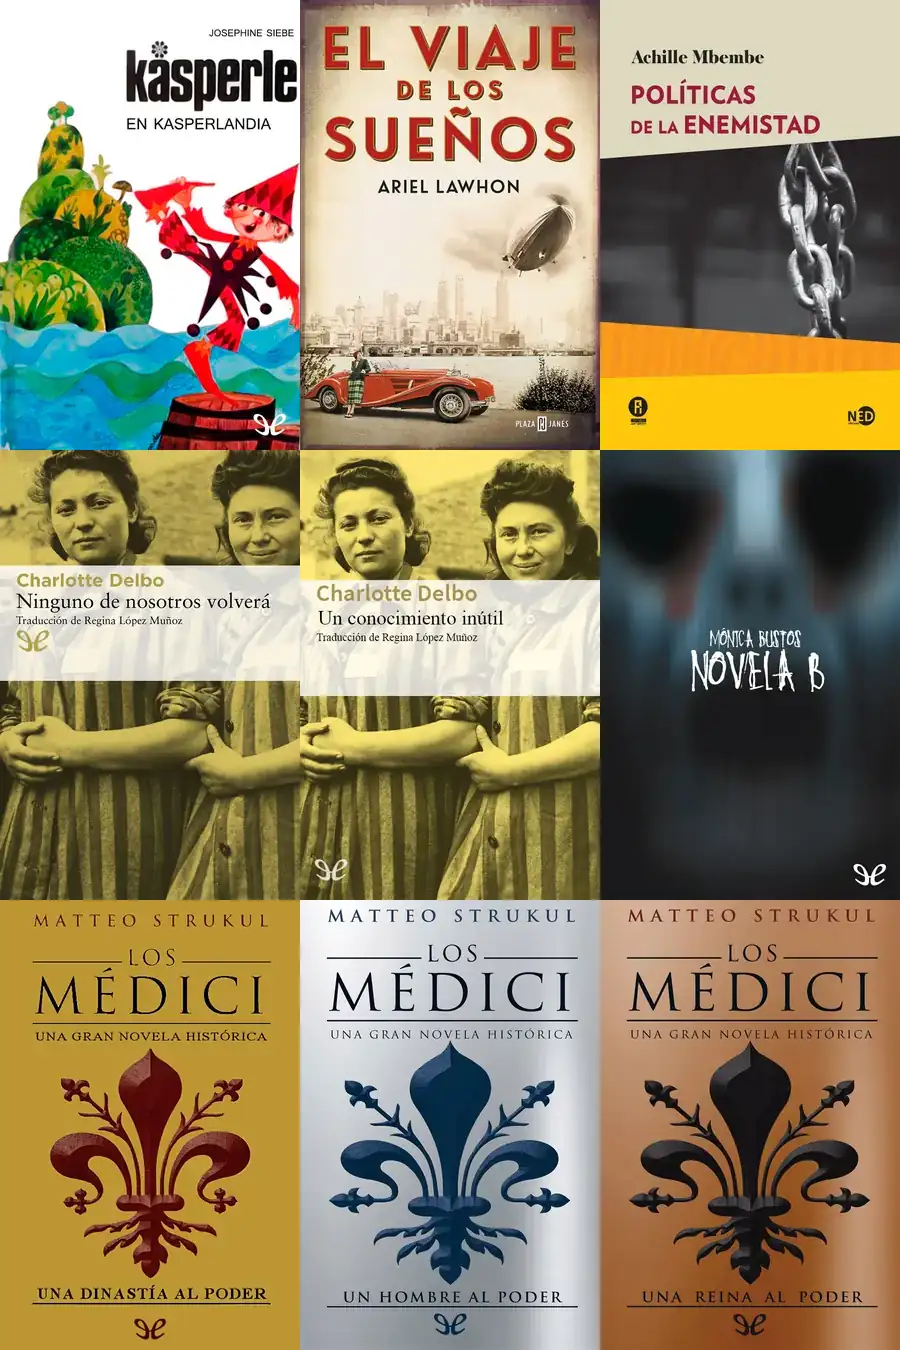 JOSEPHINE SIEBE
kásperle
EN KASPERLANDIA
EL VIAJE
DE LOS
SUEÑOS
ARIEL LAWHON
PLAZA JANES
Achille Mbembe
POLÍTICAS
DE LA ENEMISTAD
NED
Charlotte Delbo
Ninguno de nosotros volverá
Traducción de Regina López Muñoz
Charlotte Delbo
Un conocimiento inútil
Traducción de Regina López Muñoz
MÓNICA BUSTOS
NOVELA B
MATTEO STRUKUL
LOS
MÉDICI
UNA GRAN NOVELA HISTÓRICA
UNA DINASTÍA AL PODER
MATTEO STRUKUL
LOS
MÉDICI
UNA GRAN NOVELA HISTÓRICA
UN HOMBRE AL PODER
MATTEO STRUKUL
LOS
MÉDICI
UNA GRAN NOVELA HISTÓRICA
UNA REINA AL PODER